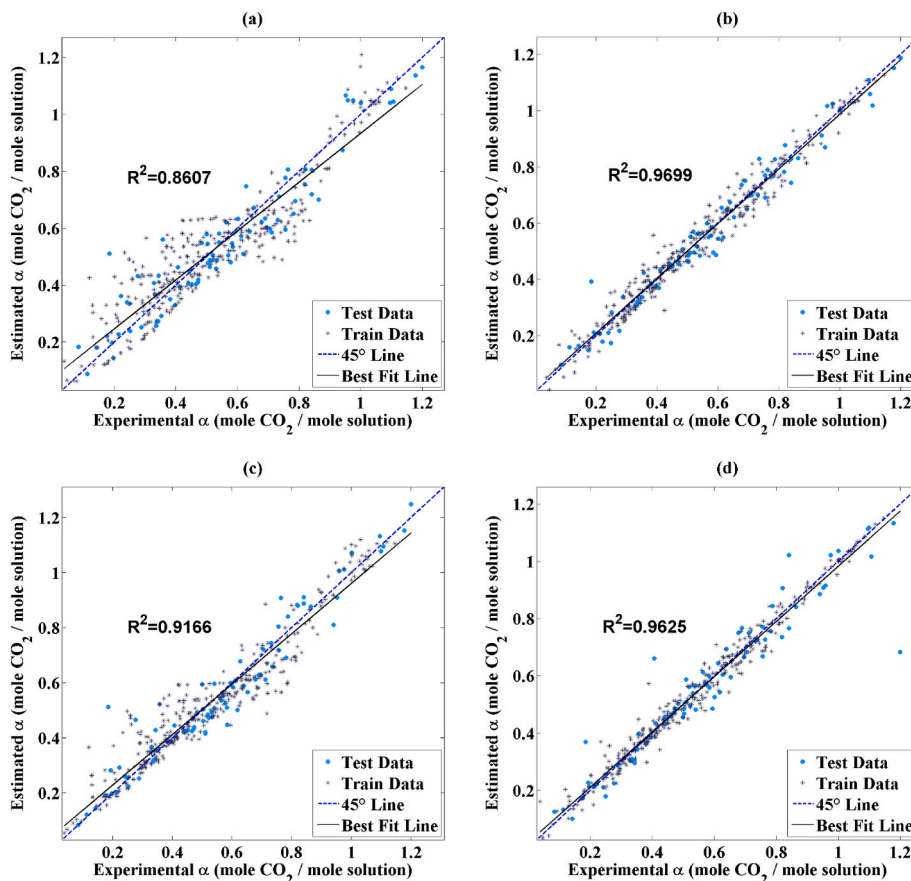 (a)
1.2
1
0.8
0.6
0.4
0.2
Estimated α (mole CO2 / mole solution)
R2=0.8607
Test Data
Train Data
45° Line
Best Fit Line
0.2 0.4 0.6 0.8 1 1.2
Experimental α (mole CO2 / mole solution)
(b)
1.2
1
0.8
0.6
0.4
0.2
Estimated α (mole CO2 / mole solution)
R2=0.9699
Test Data
Train Data
45° Line
Best Fit Line
0.2 0.4 0.6 0.8 1 1.2
Experimental α (mole CO2 / mole solution)
(c)
1.2
1
0.8
0.6
0.4
0.2
Estimated α (mole CO2 / mole solution)
R2=0.9166
Test Data
Train Data
45° Line
Best Fit Line
0.2 0.4 0.6 0.8 1 1.2
Experimental α (mole CO2 / mole solution)
(d)
1.2
1
0.8
0.6
0.4
0.2
Estimated α (mole CO2 / mole solution)
R2=0.9625
Test Data
Train Data
45° Line
Best Fit Line
0.2 0.4 0.6 0.8 1 1.2
Experimental α (mole CO2 / mole solution)